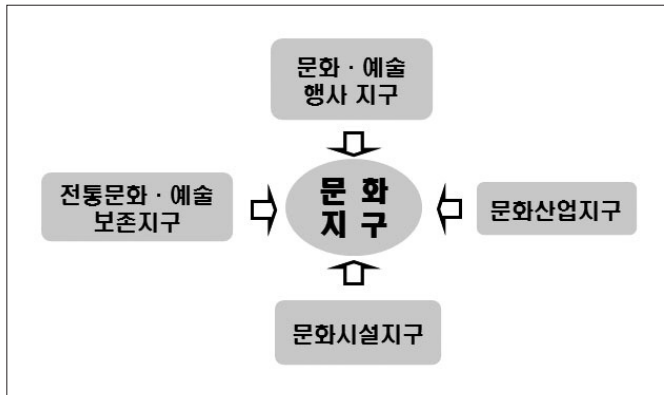 문화 · 예술
행사 지구
전통문화 · 예술
보존지구
문 화
지 구
문화산업지구
문화시설지구